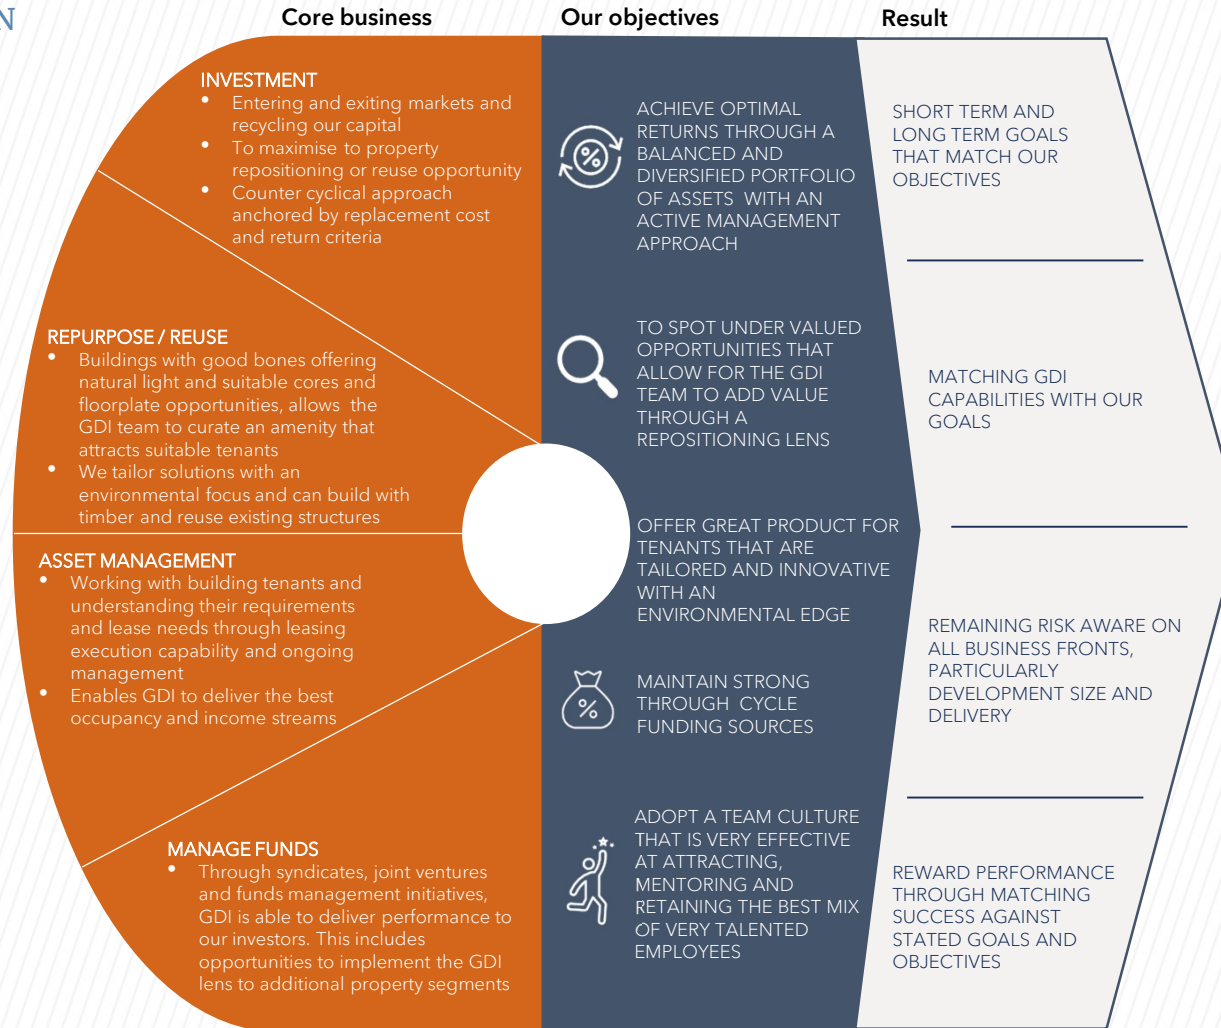 N
Core business
Our objectives
Result
INVESTMENT
• Entering and exiting markets and
recycling our capital
• To maximise to property
repositioning or reuse opportunity
• Counter cyclical approach
anchored by replacement cost
and return criteria
REPURPOSE / REUSE
• Buildings with good bones offering
natural light and suitable cores and
floorplate opportunities, allows the
GDI team to curate an amenity that
attracts suitable tenants
• We tailor solutions with an
environmental focus and can build with
timber and reuse existing structures
ASSET MANAGEMENT
• Working with building tenants and
understanding their requirements
and lease needs through leasing
execution capability and ongoing
management
• Enables GDI to deliver the best
occupancy and income streams
MANAGE FUNDS
• Through syndicates, joint ventures
and funds management initiatives,
GDI is able to deliver performance to
our investors. This includes
opportunities to implement the GDI
lens to additional property segments
%
ACHIEVE OPTIMAL
RETURNS THROUGH A
BALANCED AND
DIVERSIFIED PORTFOLIO
OF ASSETS WITH AN
ACTIVE MANAGEMENT
APPROACH
TO SPOT UNDER VALUED
OPPORTUNITIES THAT
ALLOW FOR THE GDI
TEAM TO ADD VALUE
THROUGH A
REPOSITIONING LENS
OFFER GREAT PRODUCT FOR
TENANTS THAT ARE
TAILORED AND INNOVATIVE
WITH AN
ENVIRONMENTAL EDGE
%
MAINTAIN STRONG
THROUGH CYCLE
FUNDING SOURCES
ADOPT A TEAM CULTURE
THAT IS VERY EFFECTIVE
AT ATTRACTING,
MENTORING AND
RETAINING THE BEST MIX
OF VERY TALENTED
EMPLOYEES
SHORT TERM AND
LONG TERM GOALS
THAT MATCH OUR
OBJECTIVES
MATCHING GDI
CAPABILITIES WITH OUR
GOALS
REMAINING RISK AWARE ON
ALL BUSINESS FRONTS,
PARTICULARLY
DEVELOPMENT SIZE AND
DELIVERY
REWARD PERFORMANCE
THROUGH MATCHING
SUCCESS AGAINST
STATED GOALS AND
OBJECTIVES